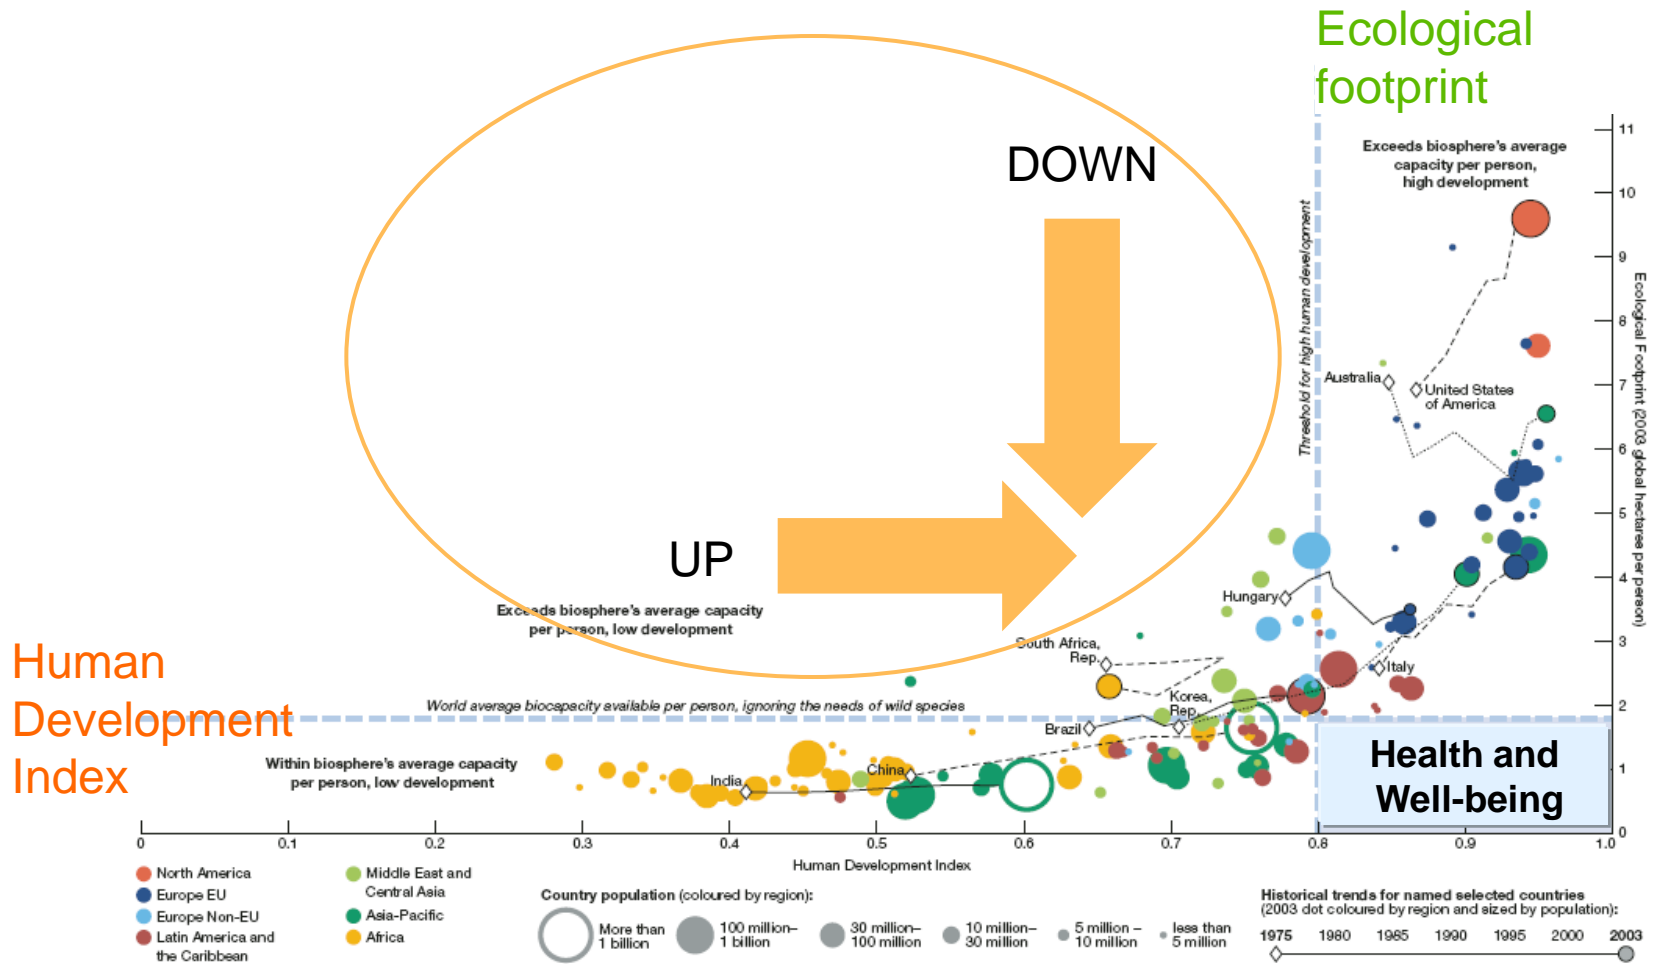 Ecological
footprint
DOWN
UP
Human
Development
Index
Health and
Well-being
Exceeds biosphere's average
capacity per person,
high development
Threshold for high human development
Ecological Footprint (2003 global hectares per person)
11
10
9
8
7
6
5
4
3
2
1
0
Australia
United States
of America
Hungary
Italy
Exceeds biosphere's average capacity
per person, low development
South Africa,
Rep.
Korea,
Rep.
Brazil
World average biocapacity available per person, ignoring the needs of wild species
Within biosphere's average capacity
per person, low development
India
China
0
0.1
0.2
0.3
0.4
0.5
0.6
0.7
0.8
0.9
1.0
Human Development Index
North America
Europe EU
Europe Non-EU
Latin America and
the Caribbean
Middle East and
Central Asia
Asia-Pacific
Africa
Country population (coloured by region):
More than
1 billion
100 million–
1 billion
30 million–
100 million
10 million–
30 million
5 million –
10 million
less than
5 million
Historical trends for named selected countries
(2003 dot coloured by region and sized by population):
1975 1980 1985 1990 1995 2000 2003